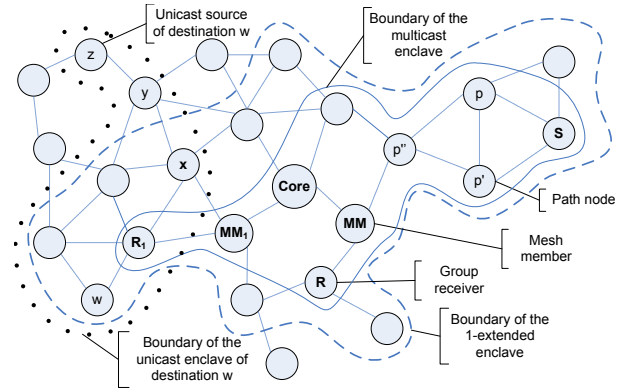 Unicast source
of destination w
Boundary of the
multicast
enclave
z
y
p
S
p''
x
p'
Core
Path node
R1
MM1
MM
Mesh
member
R
Group
receiver
w
Boundary of the
unicast enclave of
destination w
Boundary of the
1-extended
enclave